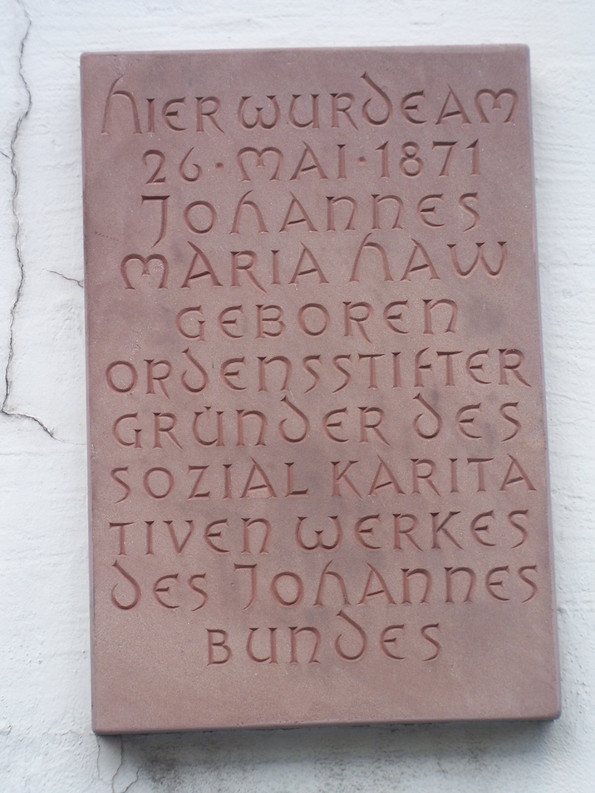 HIER WURDE AM
26·MAI·1871
JOHANNES
MARIA HAW
GEBOREN
ORDENSSTIFTER
GRÜNDER DES
SOZIAL KARITA
TIVEN WERKES
DES JOHANNES
BUNDES